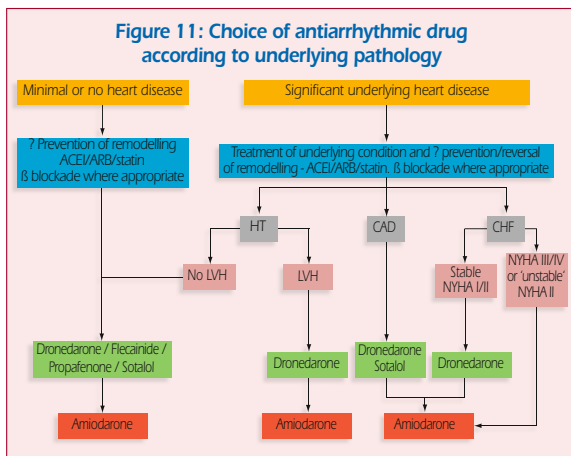 Figure 11: Choice of antiarrhythmic drug
according to underlying pathology
Minimal or no heart disease
Significant underlying heart disease
? Prevention of remodelling
ACEI/ARB/statin
ß blockade where appropriate
Treatment of underlying condition and ? prevention/reversal
of remodelling - ACEI/ARB/statin. ß blockade where appropriate
HT
CAD
CHF
No LVH
LVH
Stable
NYHA I/II
NYHA III/IV
or 'unstable'
NYHA II
Dronedarone / Flecainide /
Propafenone / Sotalol
Dronedarone
Dronedarone
Sotalol
Dronedarone
Amiodarone
Amiodarone
Amiodarone